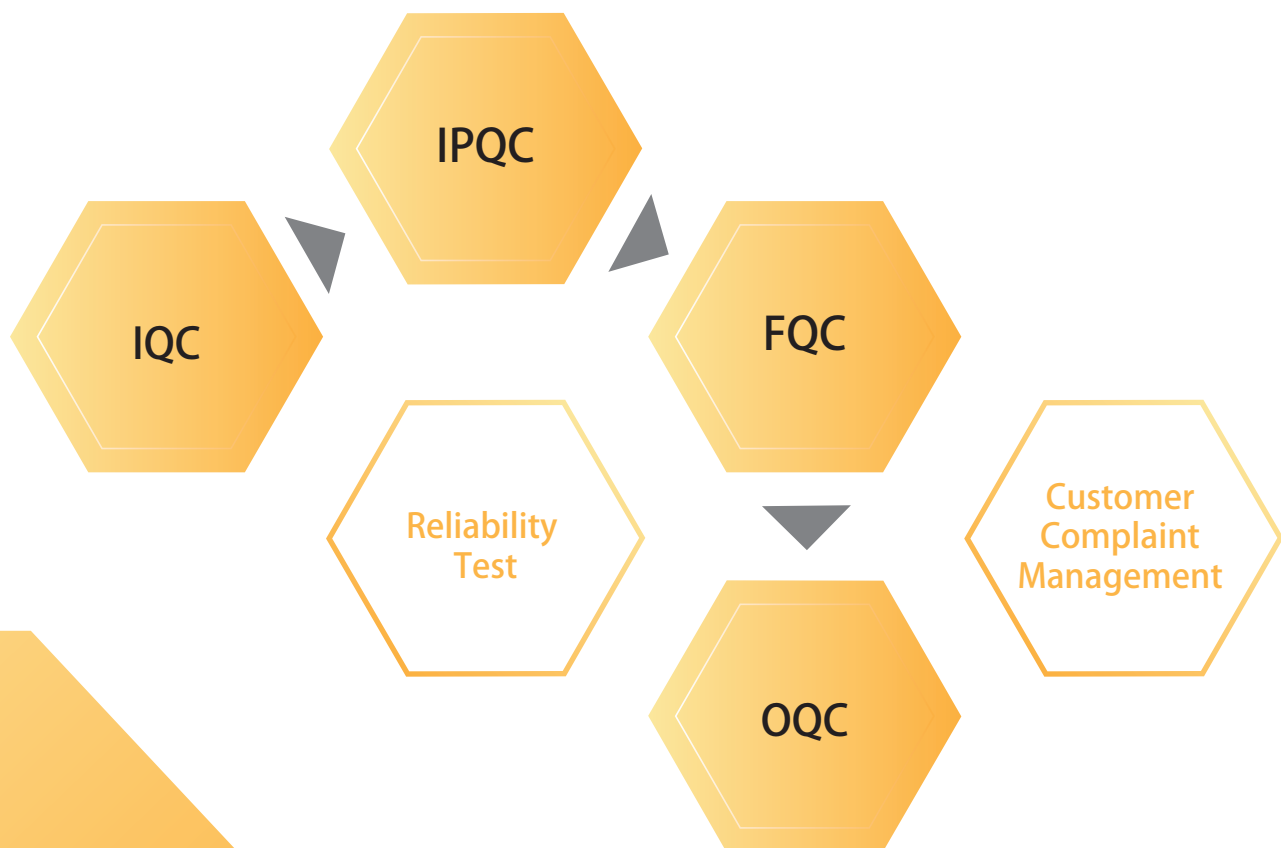 IPQC
IQC
FQC
Reliability
Test
Customer
Complaint
Management
OQC